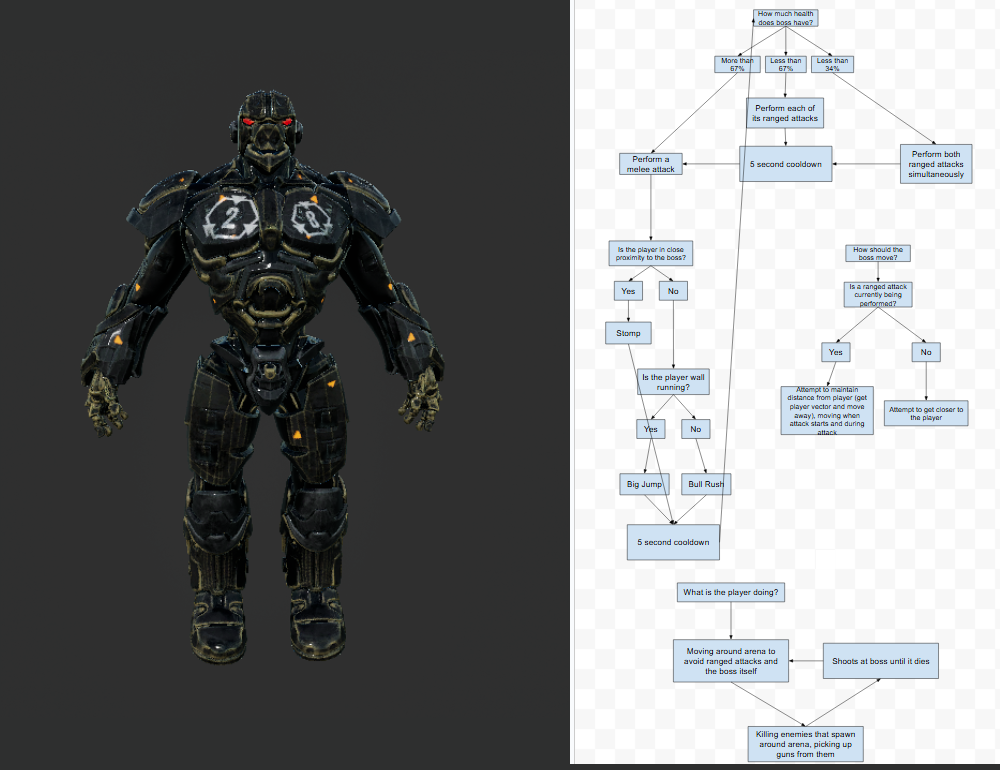 2
8
How much health
does boss have?
More than
67%
Less than
67%
Less than
34%
Perform each of
its ranged attacks
Perform a
melee attack
5 second cooldown
Perform both
ranged attacks
simultaneously
Is the player in close
proximity to the boss?
Yes
No
Stomp
Is the player wall
running?
Yes
No
Big Jump
Bull Rush
5 second cooldown
How should the
boss move?
Is a ranged attack
currently being
performed?
Yes
No
Attempt to maintain
distance from player (get
player vector and move
away), moving when
attack starts and during
attack
Attempt to get closer to
the player
What is the player doing?
Moving around arena to
avoid ranged attacks and
the boss itself
Shoots at boss until it dies
Killing enemies that spawn
around arena, picking up
guns from them